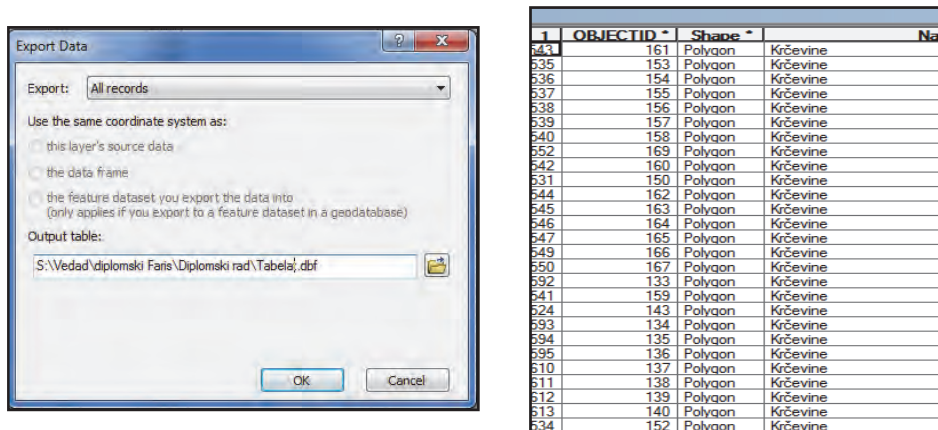 Export Data
Export: All records
Use the same coordinate system as:
this layer's source data
the data frame
the feature dataset you export the data into
(only applies if you export to a feature dataset in a geodatabase)
Output table:
S:\Vedad\diplomski Faris\Diplomski rad\Tabela;.dbf
OK Cancel
1 OBJECTID * Shape * Na
543 161 Polygon Krčevine
535 153 Polygon Krčevine
536 154 Polygon Krčevine
537 155 Polygon Krčevine
538 156 Polygon Krčevine
539 157 Polygon Krčevine
540 158 Polygon Krčevine
552 169 Polygon Krčevine
542 160 Polygon Krčevine
531 150 Polygon Krčevine
544 162 Polygon Krčevine
545 163 Polygon Krčevine
546 164 Polygon Krčevine
547 165 Polygon Krčevine
549 166 Polygon Krčevine
550 167 Polygon Krčevine
592 133 Polygon Krčevine
541 159 Polygon Krčevine
524 143 Polygon Krčevine
593 134 Polygon Krčevine
594 135 Polygon Krčevine
595 136 Polygon Krčevine
610 137 Polygon Krčevine
611 138 Polygon Krčevine
612 139 Polygon Krčevine
613 140 Polygon Krčevine
534 152 Polygon Krčevine